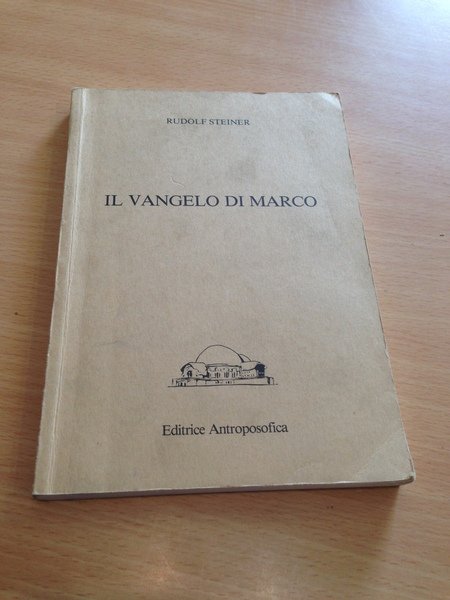 RUDOLF STEINER
IL VANGELO DI MARCO
Editrice Antroposofica